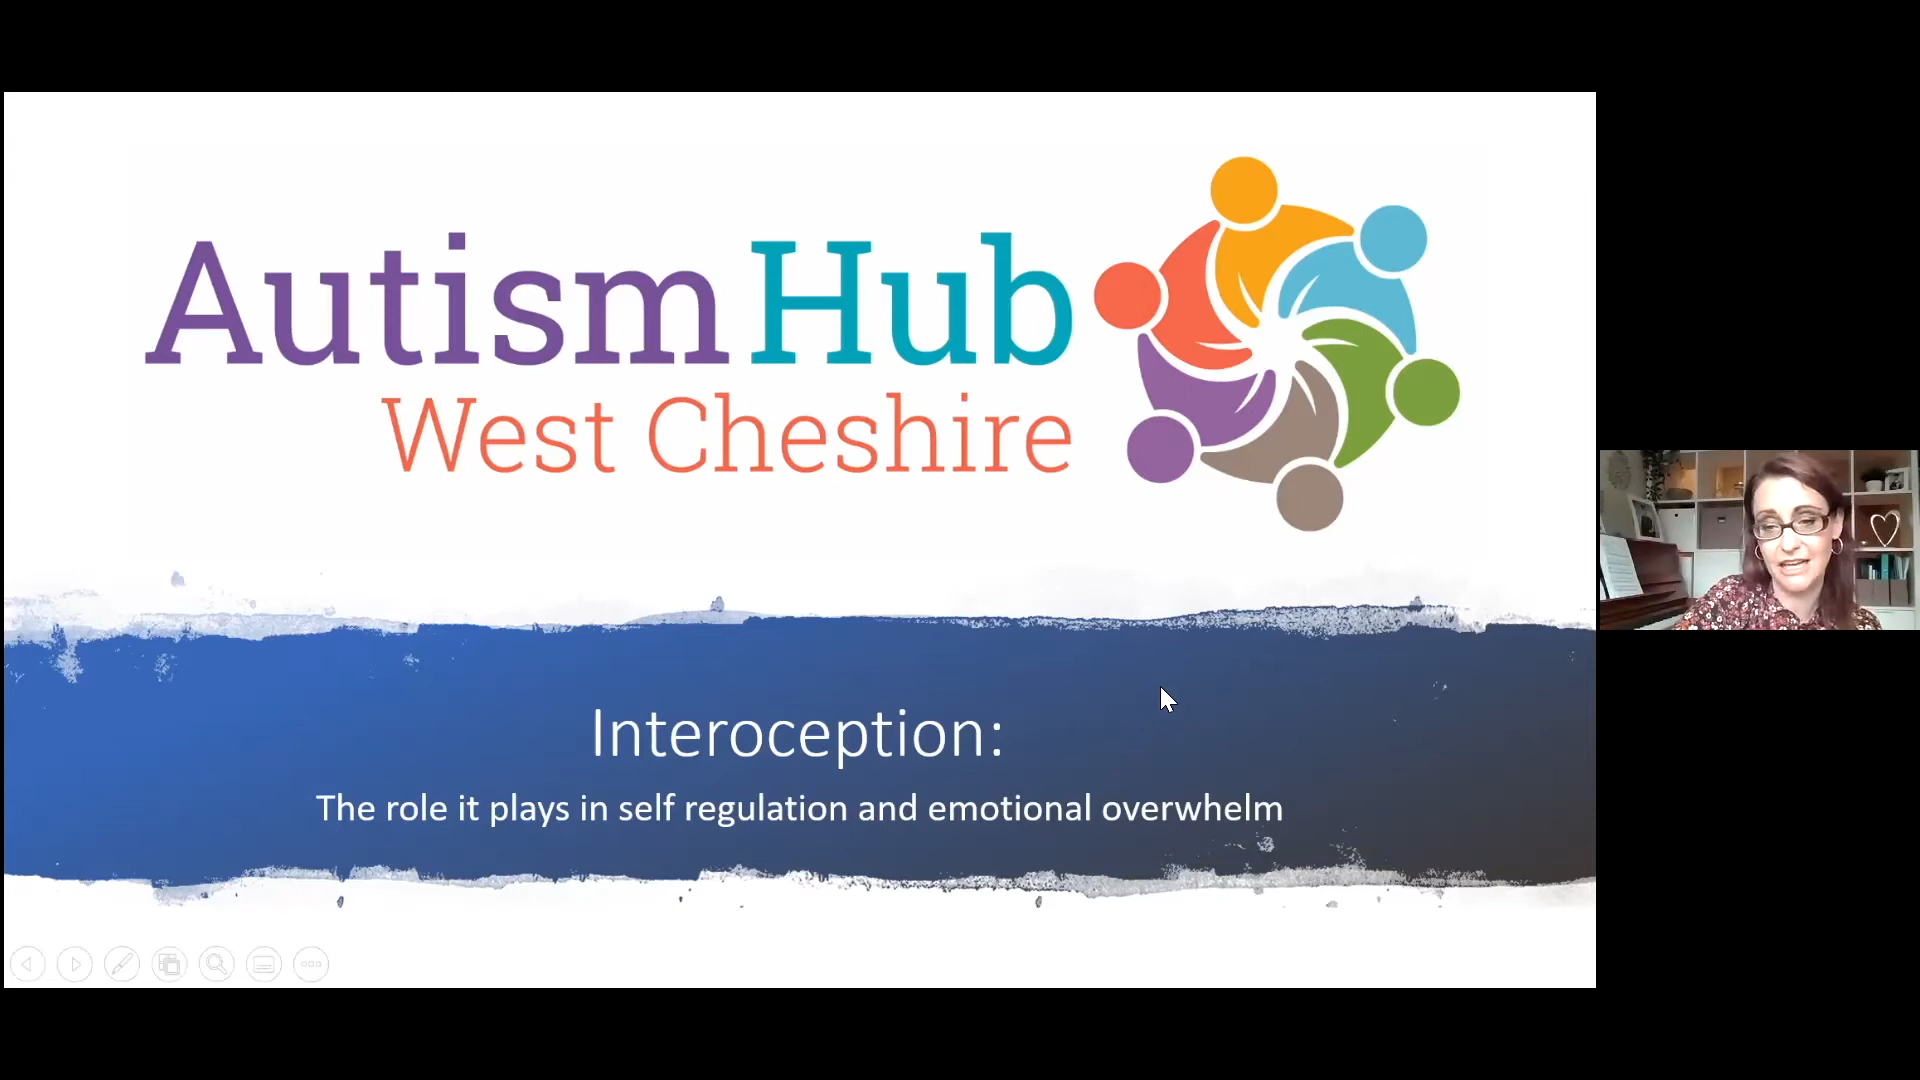 Autism Hub
West Cheshire
Interoception:
The role it plays in self regulation and emotional overwhelm